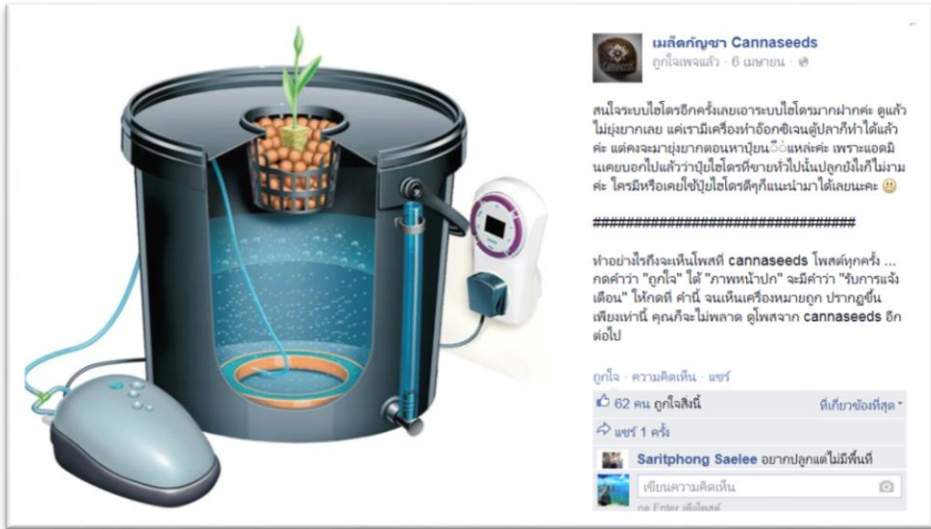 เมล็ดกัญชา Cannaseeds
ถูกใจเพจแล้ว · 6 เมษายน ·
สนใจระบบไฮโดรอีกครั้งเลยเอาระบบไฮโดรมากฝากค่ะ ดูแล้ว
ไม่ยุ่งยากเลย แค่เรามีเครื่องทำอ๊อกซิเจนตู้ปลาก็ทำได้แล้ว
ค่ะ แต่คงจะมายุ่งยากตอนหาปุ๋ยนี่แหล่ะค่ะ เพราะแอดมิ
นเคยบอกไปแล้วว่าปุ๋ยไฮโดรที่ขายทั่วไปนั้นปลูกยังไงก็ไม่งาม
ค่ะ ใครมีหรือเคยใช้ปุ๋ยไฮโดรดีๆก็แนะนำมาได้เลยนะคะ
################################
ทำอย่างไรถึงจะเห็นโพสที่ cannaseeds โพสต์ทุกครั้ง ...
กดคำว่า "ถูกใจ" ใต้ "ภาพหน้าปก" จะมีคำว่า "รับการแจ้ง
เตือน" ให้กดที่ คำนี้ จนเห็นเครื่องหมายถูก ปรากฏขึ้น
เพียงเท่านี้ คุณก็จะไม่พลาด ดูโพสจาก cannaseeds อีก
ต่อไป
ถูกใจ · ความคิดเห็น · แชร์
62 คน ถูกใจสิ่งนี้ ที่เกี่ยวข้องที่สุด
แชร์ 1 ครั้ง
Saritphong Saelee อยากปลูกแต่ไม่มีพื้นที่
เขียนความคิดเห็น
กด Enter เพื่อโพสต์